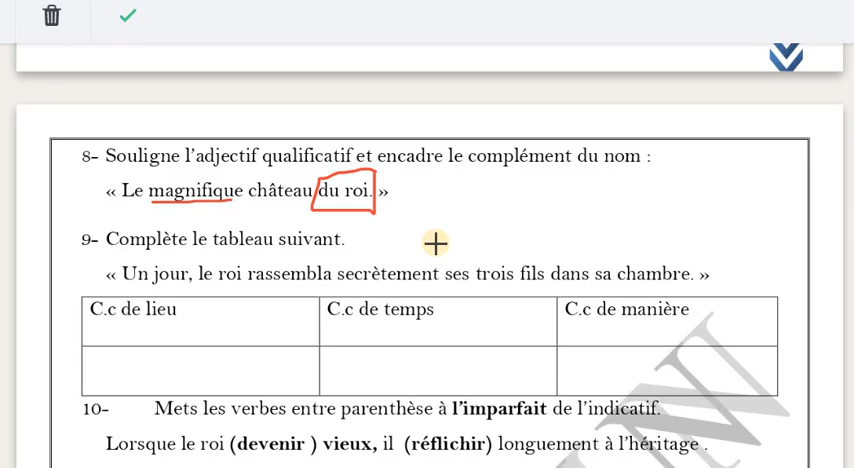 8- Souligne l'adjectif qualificatif et encadre le complément du nom :
« Le magnifique château du roi. »
9- Complète le tableau suivant.
« Un jour, le roi rassembla secrètement ses trois fils dans sa chambre. »
C.c de lieu C.c de temps C.c de manière
10- Mets les verbes entre parenthèse à l'imparfait de l'indicatif.
Lorsque le roi (devenir ) vieux, il (réflichir) longuement à l'héritage .